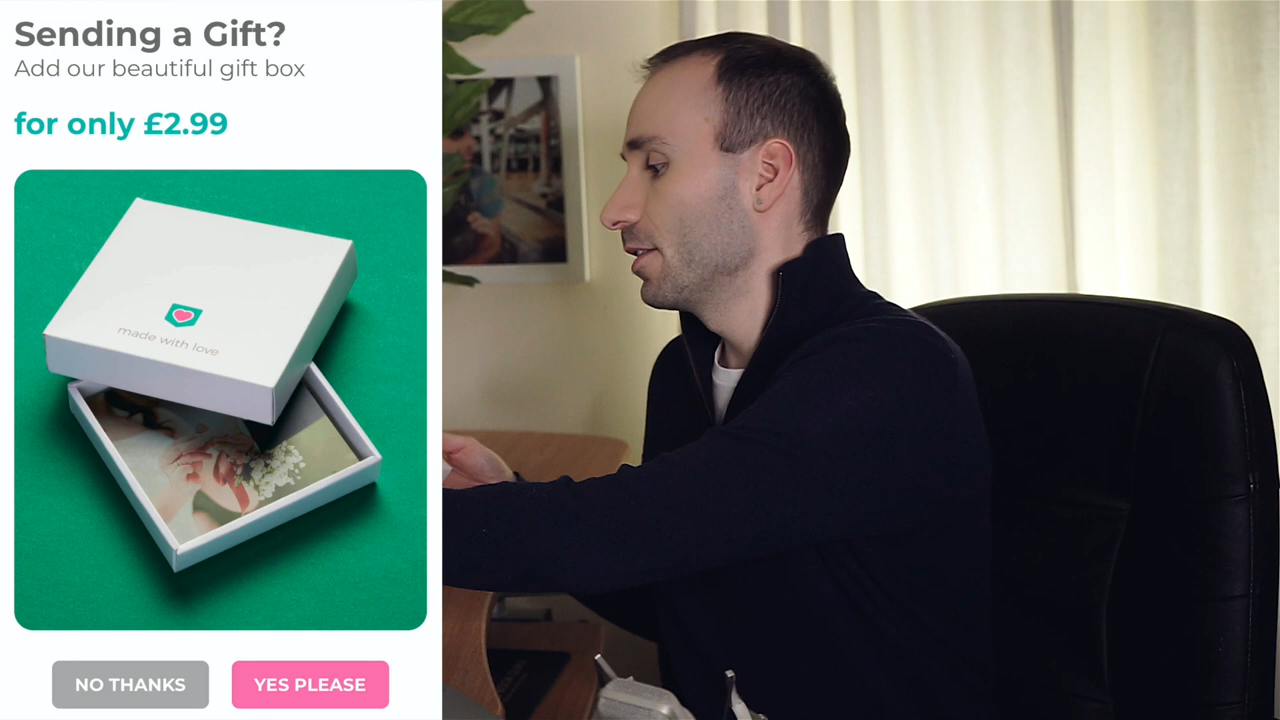 Sending a Gift?
Add our beautiful gift box
for only £2.99
made with love
NO THANKS
YES PLEASE